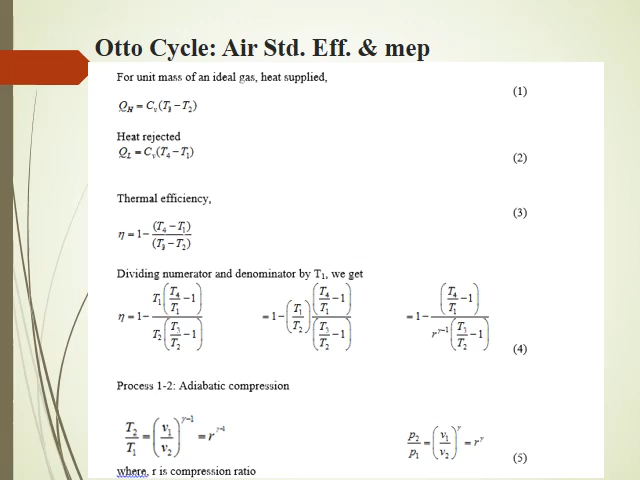 Otto Cycle: Air Std. Eff. & mep
For unit mass of an ideal gas, heat supplied,
(1)
Q_H = C_v(T_3 − T_2)
Heat rejected
Q_L = C_v(T_4 − T_1)
(2)
Thermal efficiency,
(3)
η = 1 − (T_4 − T_1)/(T_3 − T_2)
Dividing numerator and denominator by T₁, we get
η = 1 − T_1(T_4/T_1 − 1)/T_2(T_3/T_2 − 1) = 1 − (T_1/T_2) (T_4/T_1 − 1)/(T_3/T_2 − 1) = 1 − (T_4/T_1 − 1)/r^{γ−1}(T_3/T_2 − 1)
(4)
Process 1-2: Adiabatic compression
T_2/T_1 = (v_1/v_2)^{γ−1} = r^{γ−1} p_2/p_1 = (v_1/v_2)^γ = r^γ
(5)
where, r is compression ratio